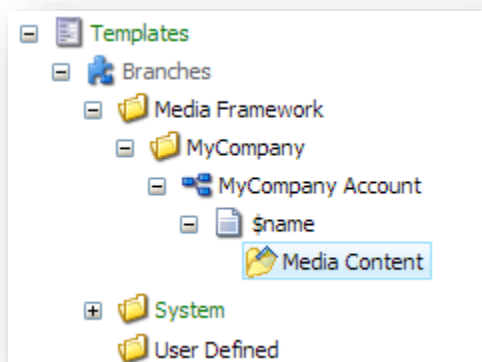 Templates
Branches
Media Framework
MyCompany
MyCompany Account
$name
Media Content
System
User Defined